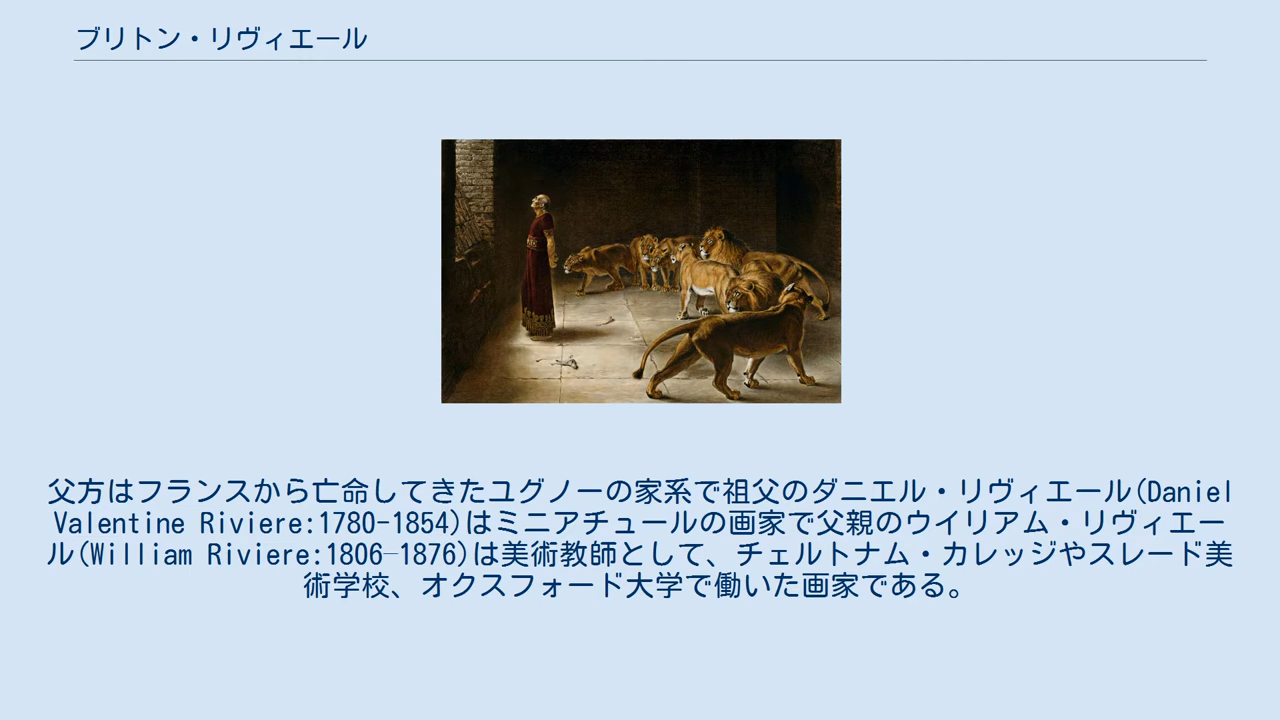 ブリトン・リヴィエール
父方はフランスから亡命してきたユグノーの家系で祖父のダニエル・リヴィエール(Daniel
Valentine Riviere:1780-1854)はミニアチュールの画家で父親のウイリアム・リヴィエー
ル(William Riviere:1806–1876)は美術教師として、チェルトナム・カレッジやスレード美
術学校、オクスフォード大学で働いた画家である。